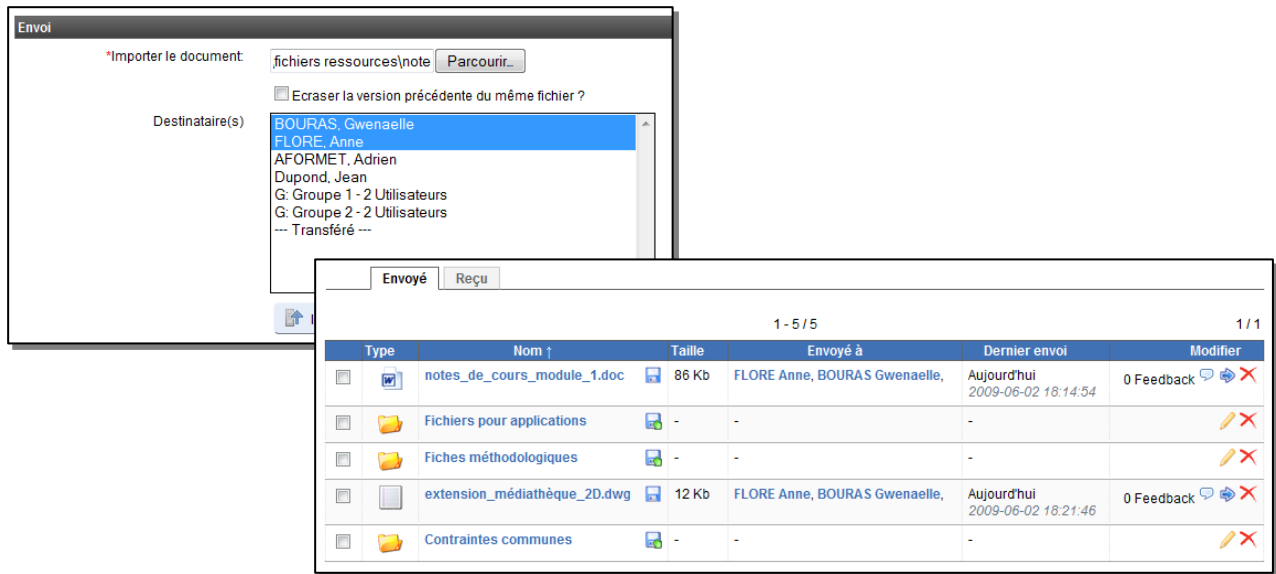 Envoi
*Importer le document: fichiers ressources\note Parcourir...
Ecraser la version précédente du même fichier ?
Destinataire(s)
BOURAS, Gwenaelle
FLORE, Anne
AFORMET, Adrien
Dupond, Jean
G: Groupe 1 - 2 Utilisateurs
G: Groupe 2 - 2 Utilisateurs
--- Transféré ---
Envoyé Reçu
1 - 5 / 5 1 / 1
Type Nom ↑ Taille Envoyé à Dernier envoi Modifier
notes_de_cours_module_1.doc 86 Kb FLORE Anne, BOURAS Gwenaelle, Aujourd'hui 0 Feedback
2009-06-02 18:14:54
Fichiers pour applications - - -
Fiches méthodologiques - - -
extension_médiathèque_2D.dwg 12 Kb FLORE Anne, BOURAS Gwenaelle, Aujourd'hui 0 Feedback
2009-06-02 18:21:46
Contraintes communes - - -